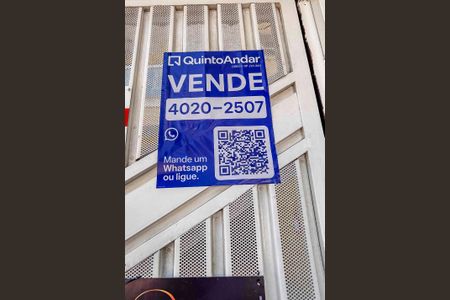 QuintoAndar
VENDE
4020-2507
Mande um
Whatsapp
ou ligue.